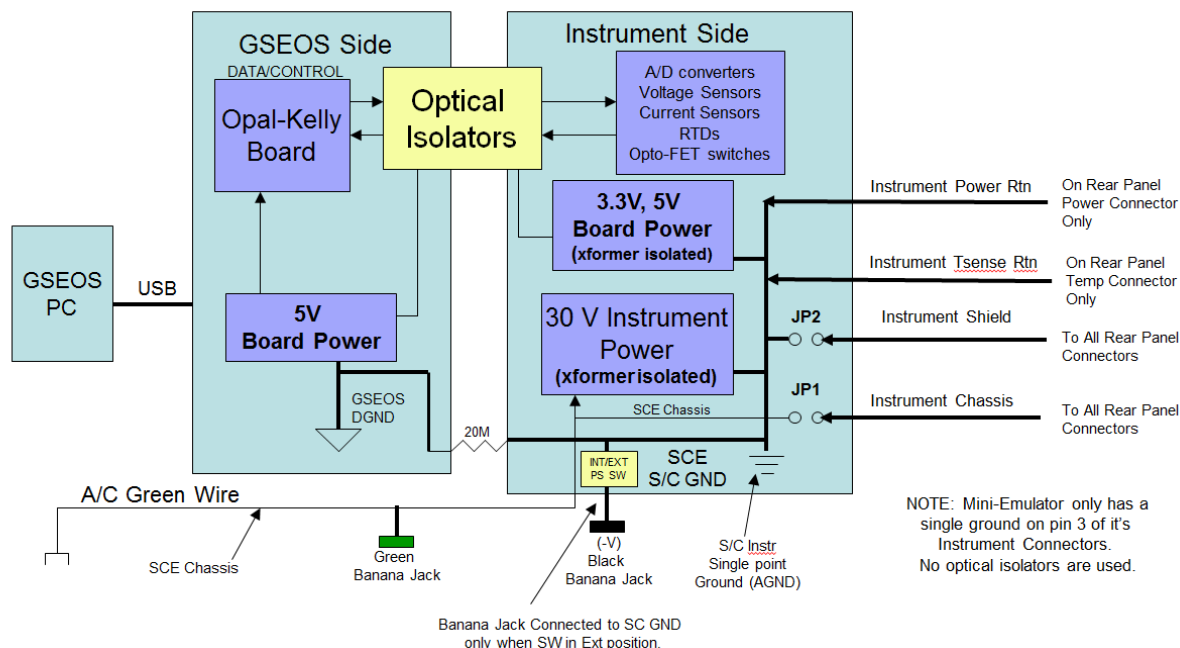 GSEOS Side
DATA/CONTROL
Opal-Kelly
Board
Optical
Isolators
Instrument Side
A/D converters
Voltage Sensors
Current Sensors
RTDs
Opto-FET switches
3.3V, 5V
Board Power
(xformer isolated)
Instrument Power Rtn
On Rear Panel
Power Connector
Only
Instrument Tsense Rtn
On Rear Panel
Temp Connector
Only
GSEOS
PC
USB
5V
Board Power
30 V Instrument
Power
(xformer isolated)
JP2
Instrument Shield
To All Rear Panel
Connectors
JP1
Instrument Chassis
To All Rear Panel
Connectors
SCE Chassis
GSEOS
DGND
20M
INT/EXT
PS SW
SCE
S/C GND
A/C Green Wire
SCE Chassis
Green
Banana Jack
(-V)
Black
Banana Jack
S/C Instr
Single point
Ground (AGND)
NOTE: Mini-Emulator only has a
single ground on pin 3 of it's
Instrument Connectors.
No optical isolators are used.
Banana Jack Connected to SC GND
only when SW in Ext position.